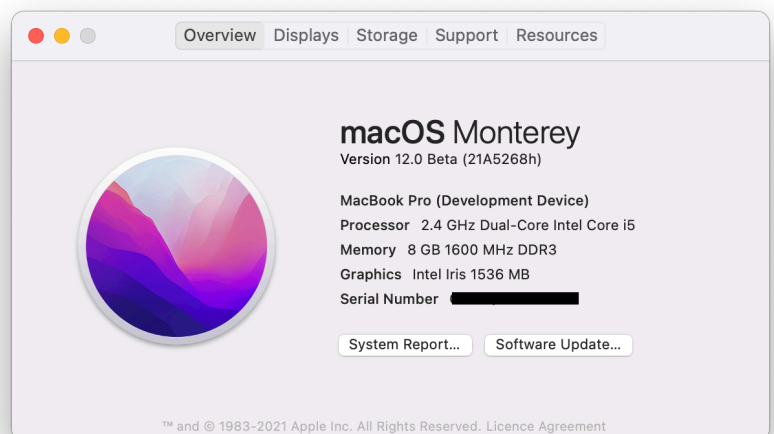 Overview Displays Storage Support Resources
macOS Monterey
Version 12.0 Beta (21A5268h)
MacBook Pro (Development Device)
Processor 2.4 GHz Dual-Core Intel Core i5
Memory 8 GB 1600 MHz DDR3
Graphics Intel Iris 1536 MB
Serial Number
System Report... Software Update...
™ and © 1983-2021 Apple Inc. All Rights Reserved. Licence Agreement